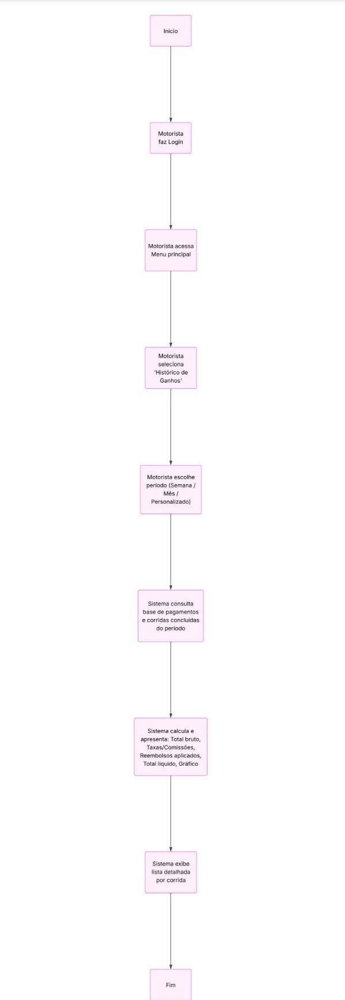 Início
Motorista
faz Login
Motorista acessa
Menu principal
Motorista
seleciona
'Histórico de
Ganhos'
Motorista escolhe
período (Semana /
Mês /
Personalizado)
Sistema consulta
base de pagamentos
e corridas concluídas
do período
Sistema calcula e
apresenta: Total bruto,
Taxas/Comissões,
Reembolsos aplicados,
Total líquido, Gráfico
Sistema exibe
lista detalhada
por corrida
Fim